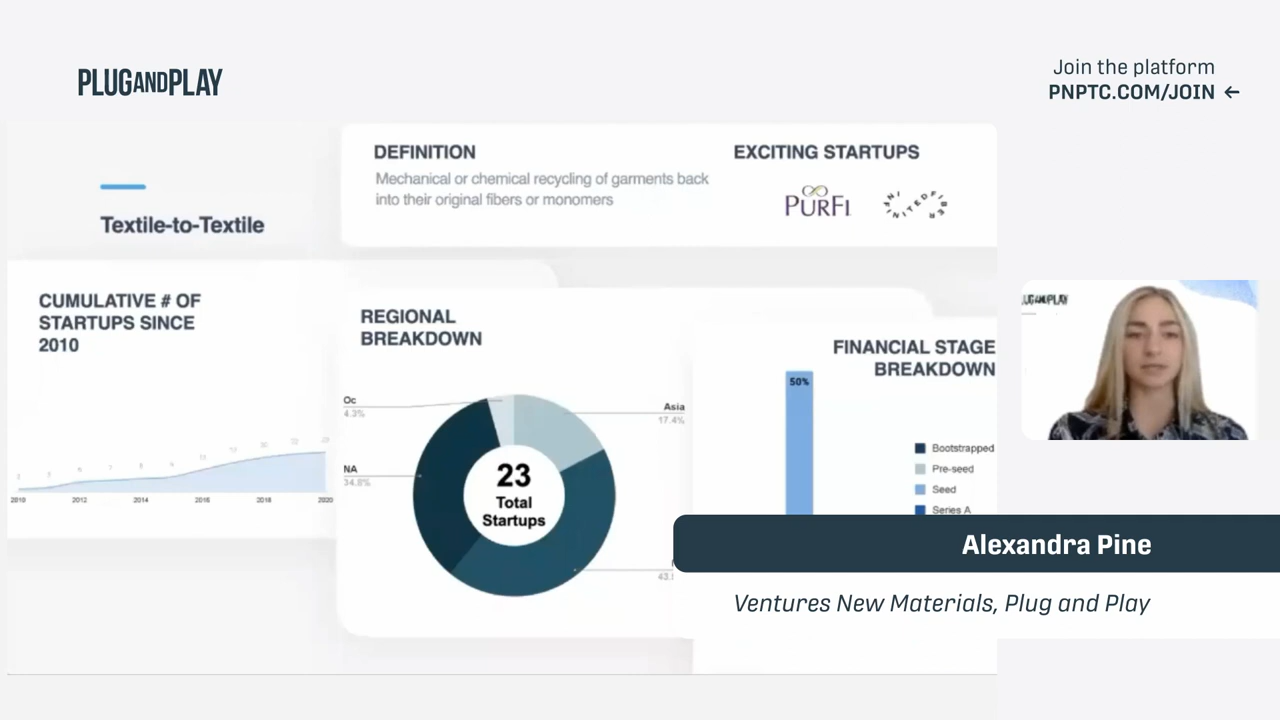 PLUGANDPLAY
Join the platform
PNPTC.COM/JOIN ←
DEFINITION
Mechanical or chemical recycling of garments back
into their original fibers or monomers
EXCITING STARTUPS
PURFI
Textile-to-Textile
CUMULATIVE # OF
STARTUPS SINCE
2010
2010 2012 2014 2016 2018 2020
REGIONAL
BREAKDOWN
Oc
4.3%
Asia
17.4%
NA
34.8%
23
Total
Startups
43.
FINANCIAL STAGE
BREAKDOWN
50%
Bootstrapped
Pre-seed
Seed
Series A
Alexandra Pine
Ventures New Materials, Plug and Play